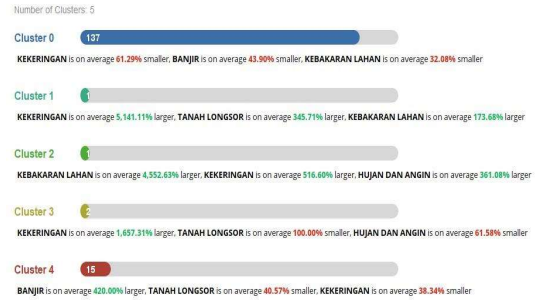 Number of Clusters: 5
Cluster 0
137
KEKERINGAN is on average 61.29% smaller, BANJIR is on average 43.90% smaller, KEBAKARAN LAHAN is on average 32.08% smaller
Cluster 1
1
KEKERINGAN is on average 5,141.11% larger, TANAH LONGSOR is on average 345.71% larger, KEBAKARAN LAHAN is on average 173.68% larger
Cluster 2
1
KEBAKARAN LAHAN is on average 4,552.63% larger, KEKERINGAN is on average 516.60% larger, HUJAN DAN ANGIN is on average 361.08% larger
Cluster 3
2
KEKERINGAN is on average 1,657.31% larger, TANAH LONGSOR is on average 100.00% smaller, HUJAN DAN ANGIN is on average 61.58% smaller
Cluster 4
15
BANJIR is on average 420.00% larger, TANAH LONGSOR is on average 40.57% smaller, KEKERINGAN is on average 38.34% smaller